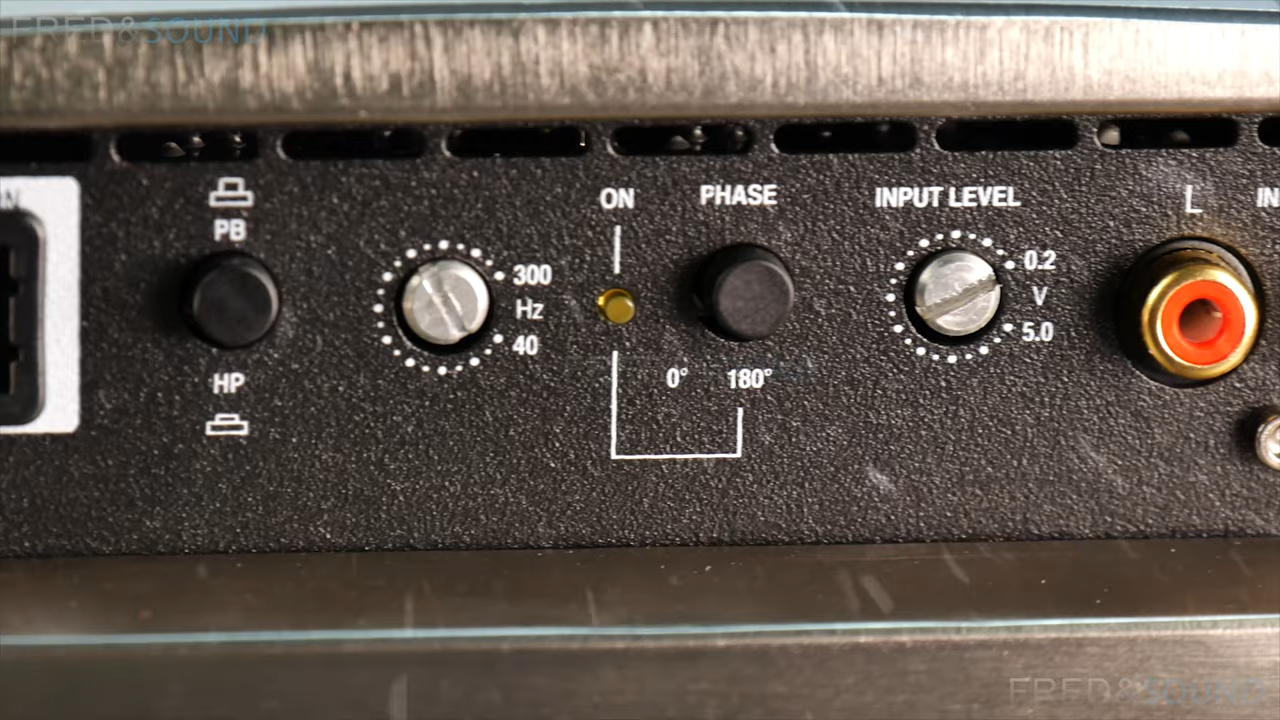 FRED&SOUND
PB
HP
300
Hz
40
ON
PHASE
0° 180°
INPUT LEVEL
0.2
V
5.0
L
FRED&SOUND